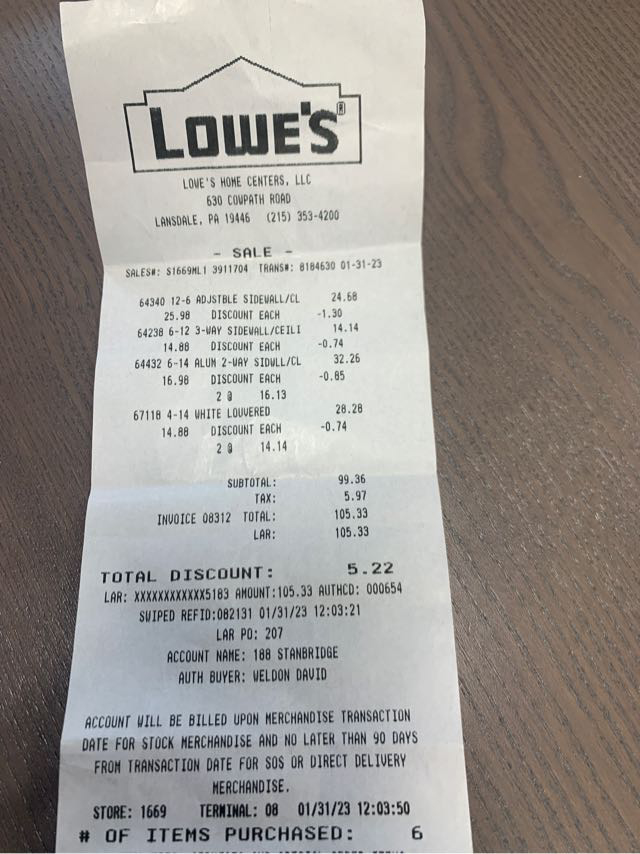 LOWE'S®
LOWE'S HOME CENTERS, LLC
630 COWPATH ROAD
LANSDALE, PA 19446 (215) 353-4200
- SALE -
SALES#: S1669ML1 3911704 TRANS#: 8184630 01-31-23
64340 12-6 ADJSTBLE SIDEWALL/CL 24.68
25.98 DISCOUNT EACH -1.30
64238 6-12 3-WAY SIDEWALL/CEILI 14.14
14.88 DISCOUNT EACH -0.74
64432 6-14 ALUM 2-WAY SIDWLL/CL 32.26
16.98 DISCOUNT EACH -0.85
2 @ 16.13
67118 4-14 WHITE LOUVERED 28.28
14.88 DISCOUNT EACH -0.74
2 @ 14.14
SUBTOTAL: 99.36
TAX: 5.97
INVOICE 08312 TOTAL: 105.33
LAR: 105.33
TOTAL DISCOUNT: 5.22
LAR: XXXXXXXXXXXX5183 AMOUNT:105.33 AUTHCD: 000654
SWIPED REFID:082131 01/31/23 12:03:21
LAR PO: 207
ACCOUNT NAME: 188 STANBRIDGE
AUTH BUYER: WELDON DAVID
ACCOUNT WILL BE BILLED UPON MERCHANDISE TRANSACTION
DATE FOR STOCK MERCHANDISE AND NO LATER THAN 90 DAYS
FROM TRANSACTION DATE FOR SOS OR DIRECT DELIVERY
MERCHANDISE.
STORE: 1669 TERMINAL: 08 01/31/23 12:03:50
# OF ITEMS PURCHASED: 6